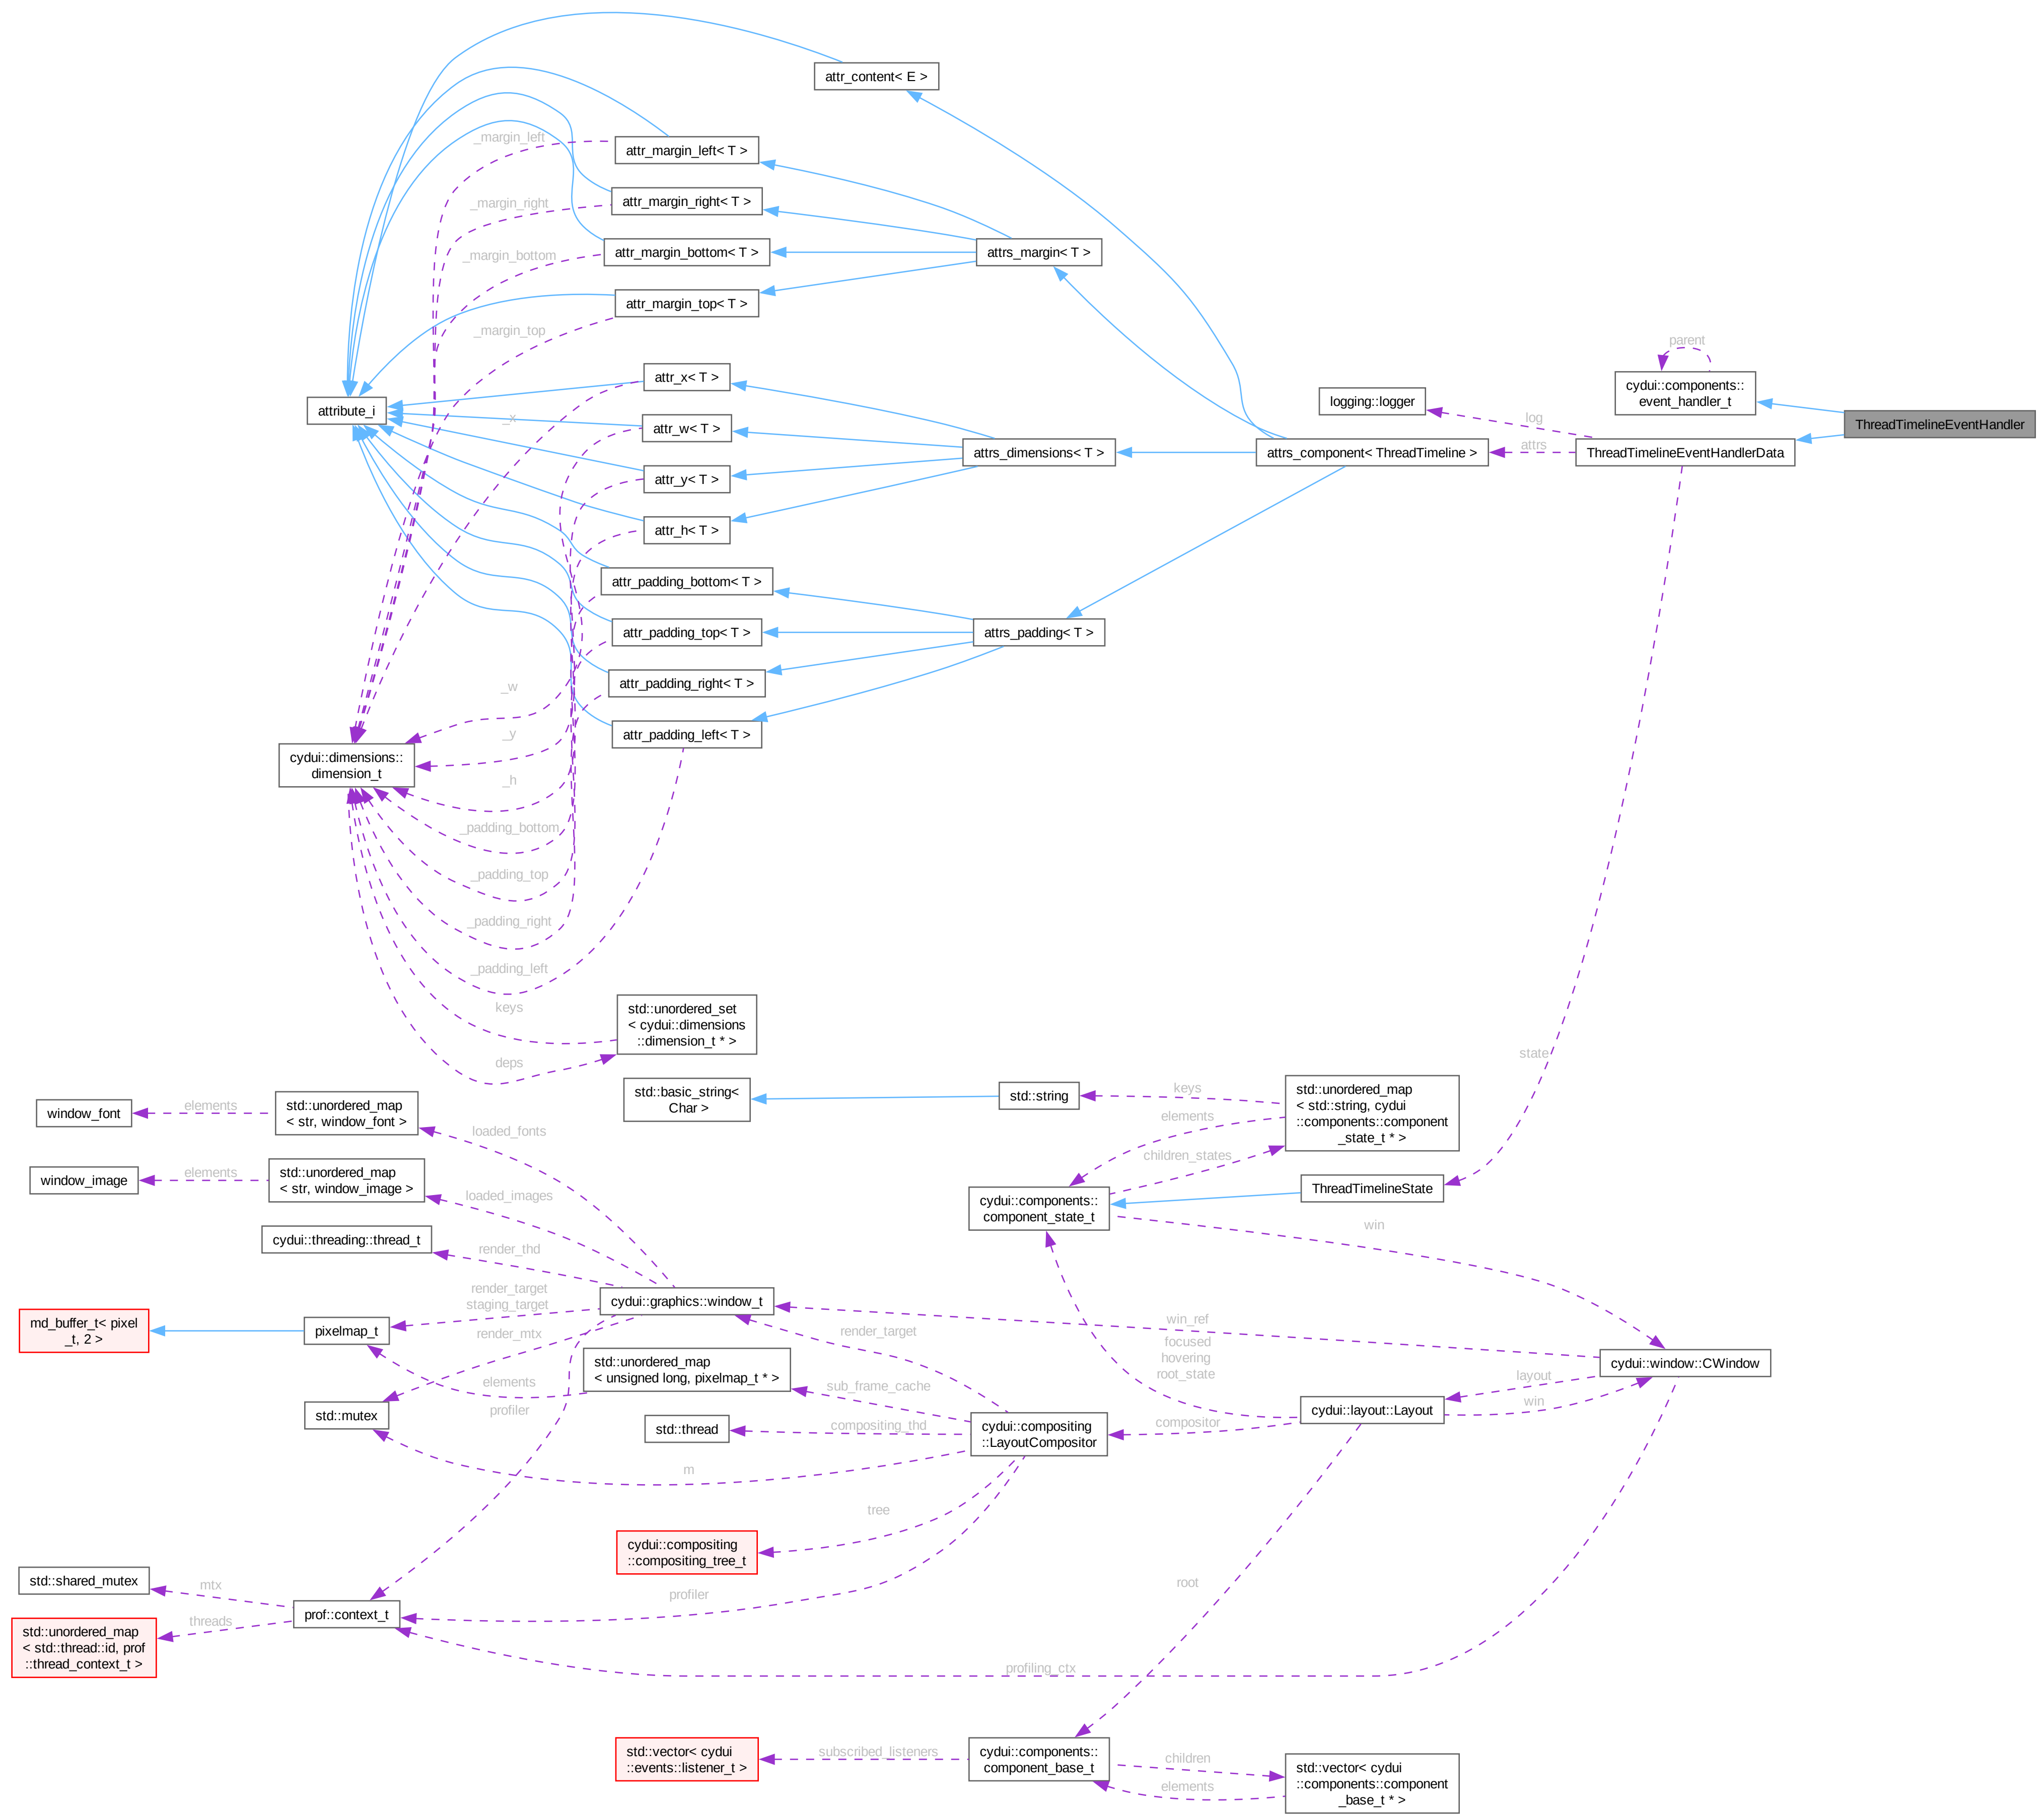 attr_content< E >
_margin_left
attr_margin_left< T >
_margin_right
attr_margin_right< T >
_margin_bottom
attr_margin_bottom< T >
attrs_margin< T >
_margin_top
attr_margin_top< T >
parent
attr_x< T >
cydui::components::
event_handler_t
logging::logger
attribute_i
_x
log
attr_w< T >
ThreadTimelineEventHandler
attrs_dimensions< T >
attrs_component< ThreadTimeline >
attrs
ThreadTimelineEventHandlerData
attr_y< T >
attr_h< T >
attr_padding_bottom< T >
attr_padding_top< T >
attrs_padding< T >
attr_padding_right< T >
_w
attr_padding_left< T >
_y
cydui::dimensions::
dimension_t
_h
_padding_bottom
_padding_top
_padding_right
_padding_left
keys
std::unordered_set
< cydui::dimensions
::dimension_t * >
deps
state
window_font
elements
std::unordered_map
< str, window_font >
loaded_fonts
std::basic_string<
Char >
std::string
keys
elements
std::unordered_map
< std::string, cydui
::components::component
_state_t * >
children_states
window_image
elements
std::unordered_map
< str, window_image >
loaded_images
cydui::components::
component_state_t
ThreadTimelineState
win
cydui::threading::thread_t
render_thd
render_target
staging_target
cydui::graphics::window_t
md_buffer_t< pixel
_t, 2 >
pixelmap_t
render_mtx
render_target
win_ref
focused
hovering
root_state
cydui::window::CWindow
std::unordered_map
< unsigned long, pixelmap_t * >
elements
profiler
sub_frame_cache
layout
win
std::mutex
std::thread
compositing_thd
cydui::compositing
::LayoutCompositor
compositor
cydui::layout::Layout
m
tree
cydui::compositing
::compositing_tree_t
std::shared_mutex
mtx
root
profiler
prof::context_t
std::unordered_map
< std::thread::id, prof
::thread_context_t >
threads
profiling_ctx
std::vector< cydui
::events::listener_t >
subscribed_listeners
cydui::components::
component_base_t
children
elements
std::vector< cydui
::components::component
_base_t * >